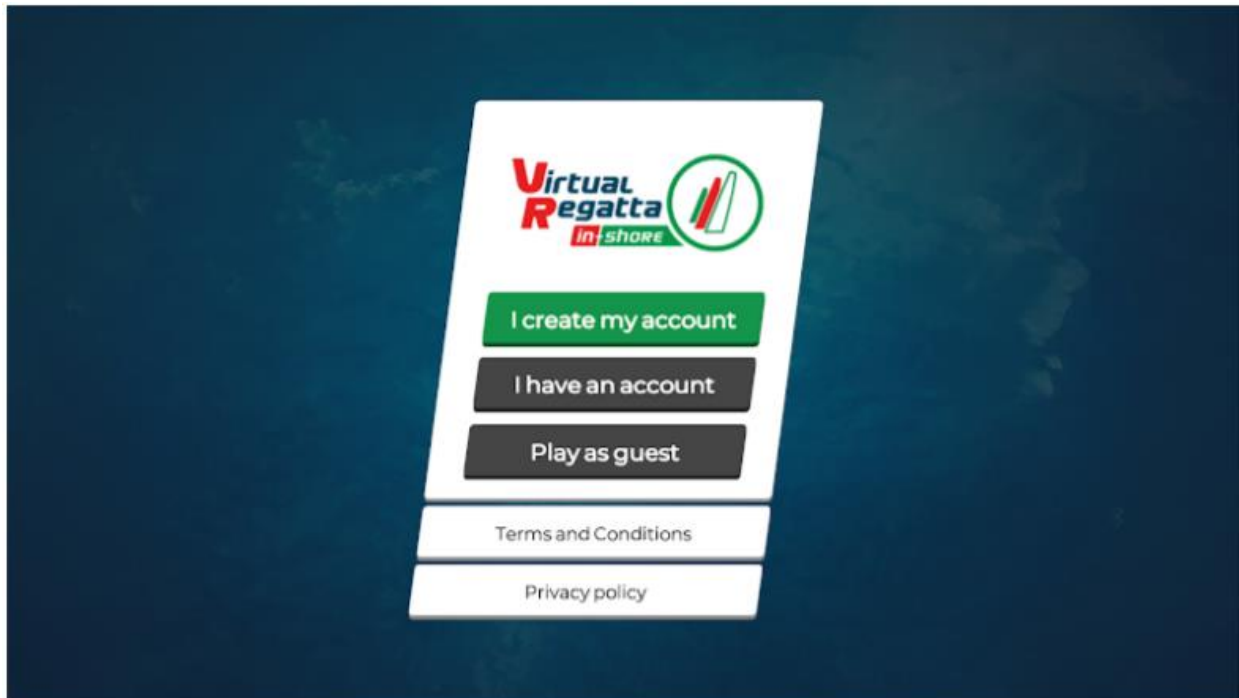 Virtual
Regatta
in-shore
I create my account
I have an account
Play as guest
Terms and Conditions
Privacy policy